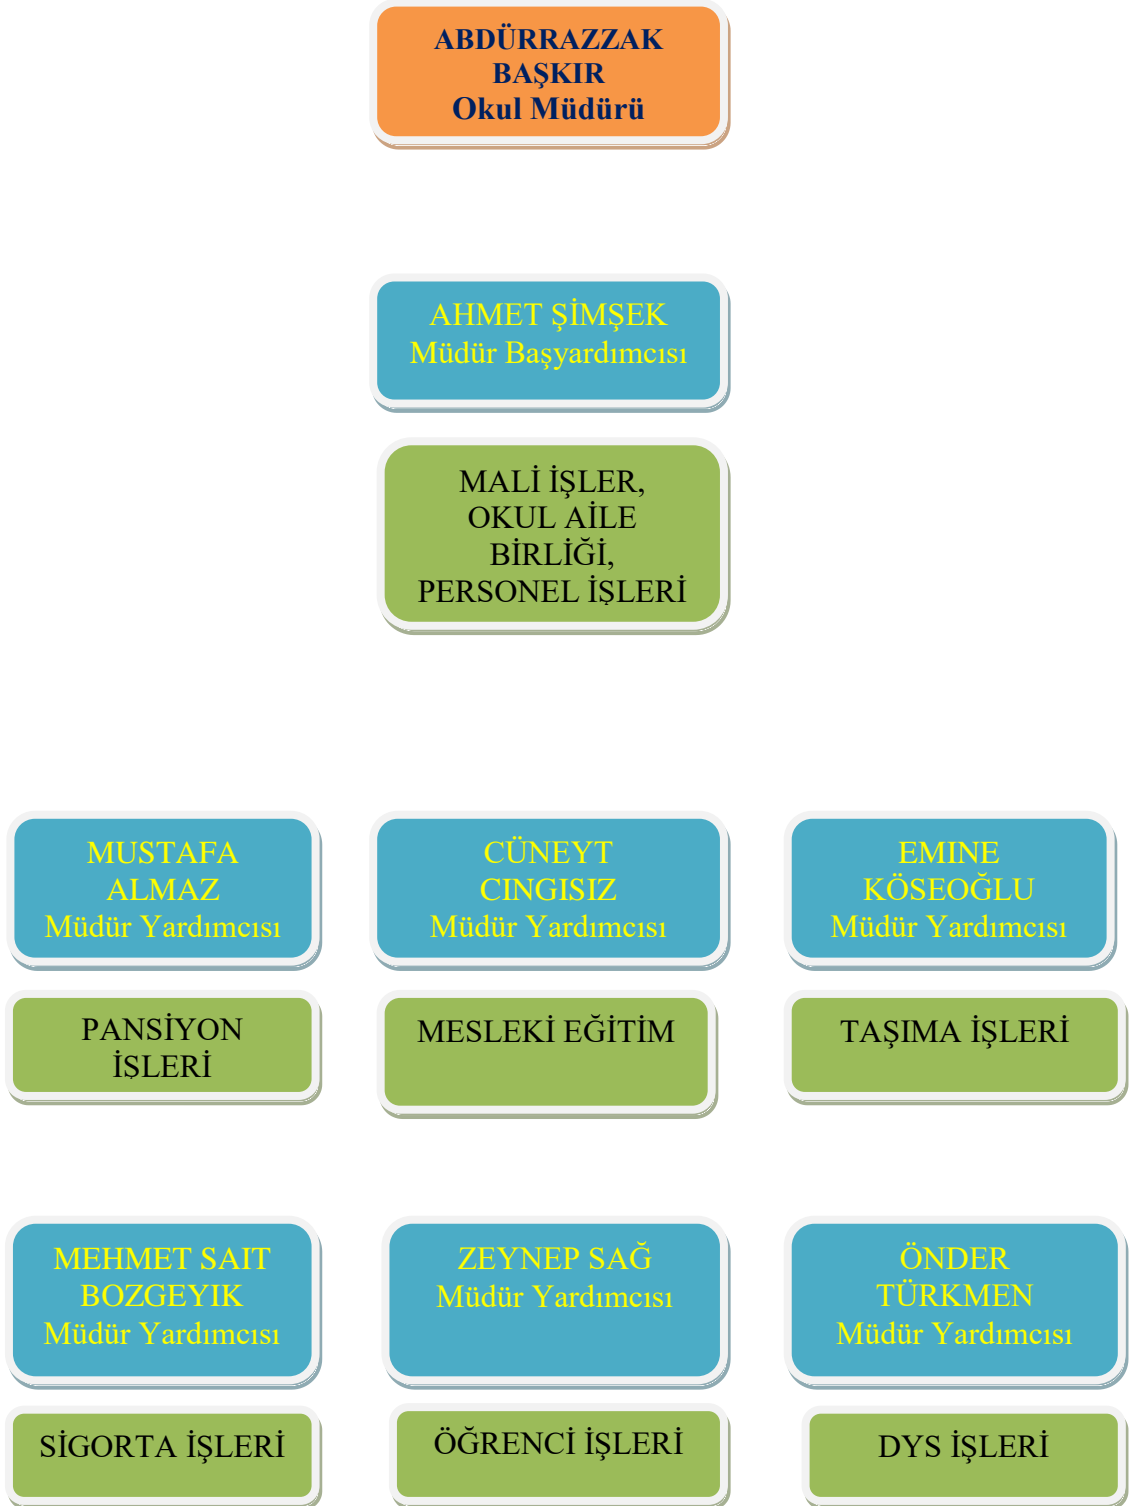 ABDÜRRAZZAK
BAŞKIR
Okul Müdürü
AHMET ŞİMŞEK
Müdür Başyardımcısı
MALİ İŞLER,
OKUL AİLE
BİRLİĞİ,
PERSONEL İŞLERİ
MUSTAFA
ALMAZ
Müdür Yardımcısı
CÜNEYT
CINGISIZ
Müdür Yardımcısı
EMINE
KÖSEOĞLU
Müdür Yardımcısı
PANSİYON
İŞLERİ
MESLEKİ EĞİTİM
TAŞIMA İŞLERİ
MEHMET SAIT
BOZGEYIK
Müdür Yardımcısı
ZEYNEP SAĞ
Müdür Yardımcısı
ÖNDER
TÜRKMEN
Müdür Yardımcısı
SİGORTA İŞLERİ
ÖĞRENCİ İŞLERİ
DYS İŞLERİ